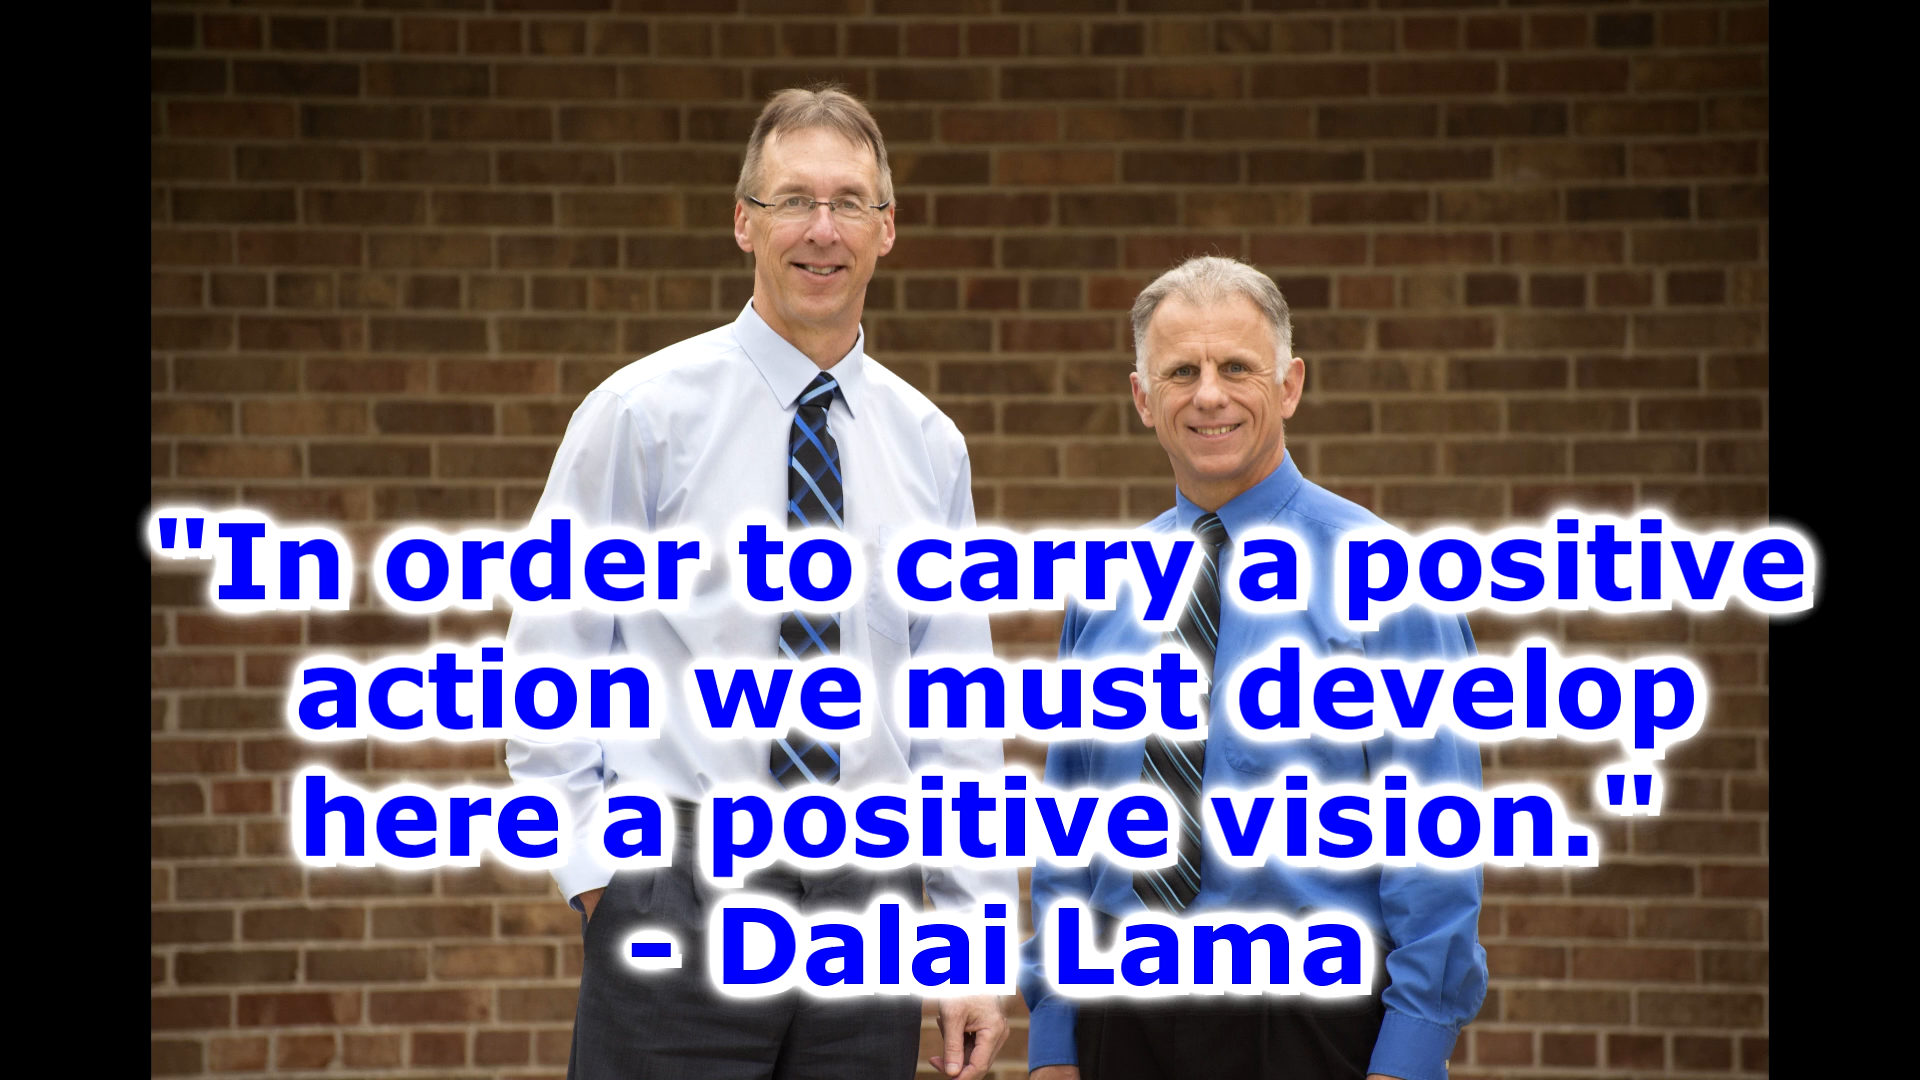 "In order to carry a positive
action we must develop
here a positive vision."
- Dalai Lama